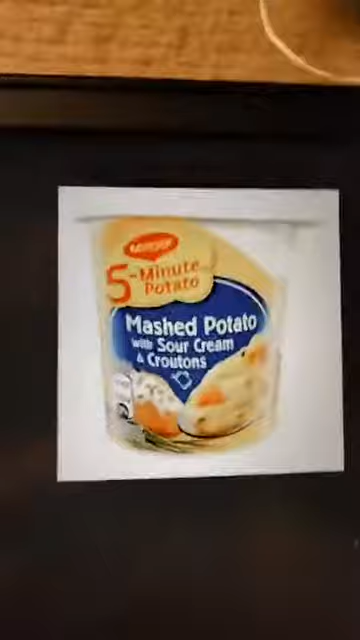 MAGGI
5-Minute
Potato
Mashed Potato
with Sour Cream
& Croutons